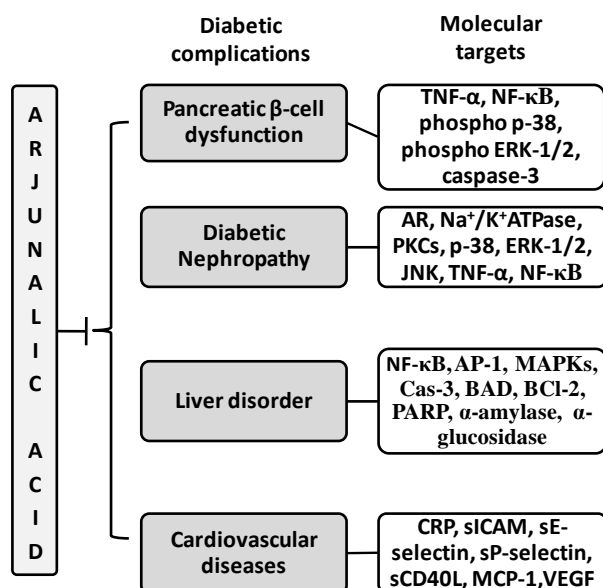 Diabetic
complications
Molecular
targets
ARJUNALIC ACID
Pancreatic β-cell
dysfunction
TNF-α, NF-κB,
phospho p-38,
phospho ERK-1/2,
caspase-3
Diabetic
Nephropathy
AR, Na⁺/K⁺ATPase,
PKCs, p-38, ERK-1/2,
JNK, TNF-α, NF-κB
Liver disorder
NF-κB, AP-1, MAPKs,
Cas-3, BAD, BCl-2,
PARP, α-amylase, α-
glucosidase
Cardiovascular
diseases
CRP, sICAM, sE-
selectin, sP-selectin,
sCD40L, MCP-1,VEGF